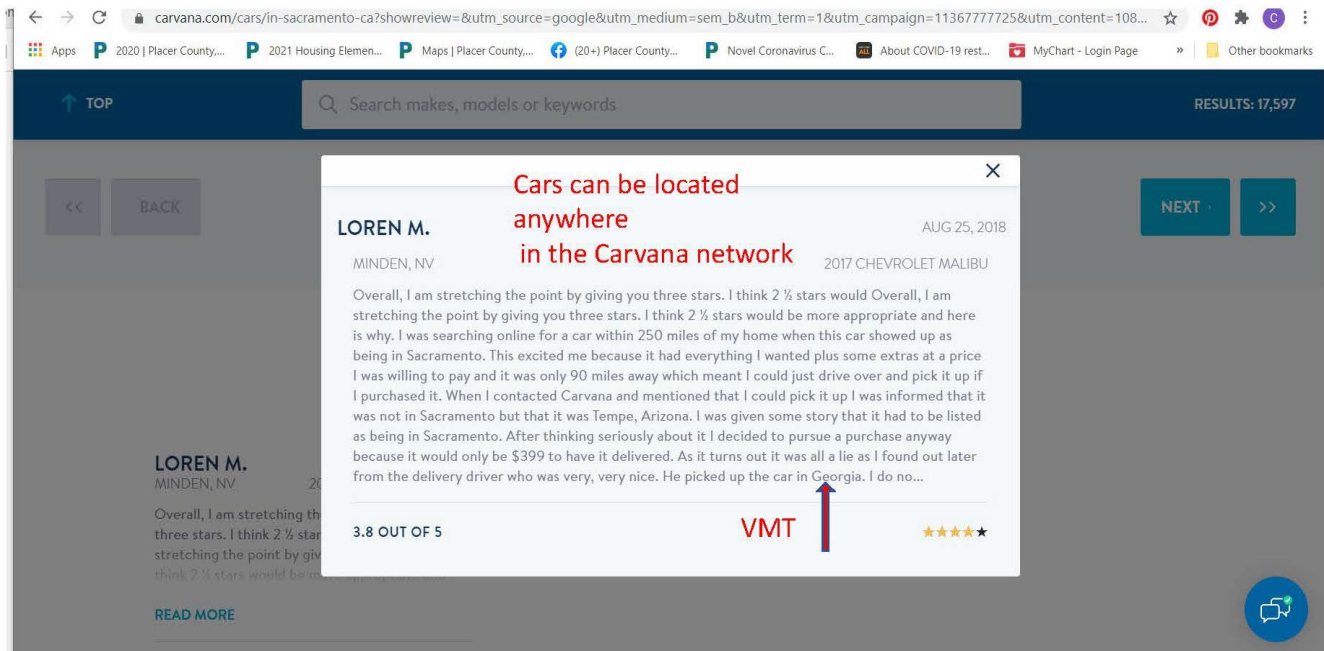 carvana.com/cars/in-sacramento-ca?showreview=&utm_source=google&utm_medium=sem_b&utm_term=1&utm_campaign=11367777725&utm_content=108...
Apps 2020 | Placer County,... 2021 Housing Elemen... Maps | Placer County,... (20+) Placer County... Novel Coronavirus C... About COVID-19 rest... MyChart - Login Page » Other bookmarks
TOP Search makes, models or keywords RESULTS: 17,597
<< BACK NEXT >>
Cars can be located
anywhere
in the Carvana network
LOREN M. AUG 25, 2018
MINDEN, NV 2017 CHEVROLET MALIBU
Overall, I am stretching the point by giving you three stars. I think 2 ½ stars would Overall, I am
stretching the point by giving you three stars. I think 2 ½ stars would be more appropriate and here
is why. I was searching online for a car within 250 miles of my home when this car showed up as
being in Sacramento. This excited me because it had everything I wanted plus some extras at a price
I was willing to pay and it was only 90 miles away which meant I could just drive over and pick it up if
I purchased it. When I contacted Carvana and mentioned that I could pick it up I was informed that it
was not in Sacramento but that it was Tempe, Arizona. I was given some story that it had to be listed
as being in Sacramento. After thinking seriously about it I decided to pursue a purchase anyway
because it would only be $399 to have it delivered. As it turns out it was all a lie as I found out later
from the delivery driver who was very, very nice. He picked up the car in Georgia. I do no...
3.8 OUT OF 5 VMT
LOREN M.
MINDEN, NV 20
Overall, I am stretching th
three stars. I think 2 ½ star
stretching the point by giv
think 2 ½ stars would be
READ MORE